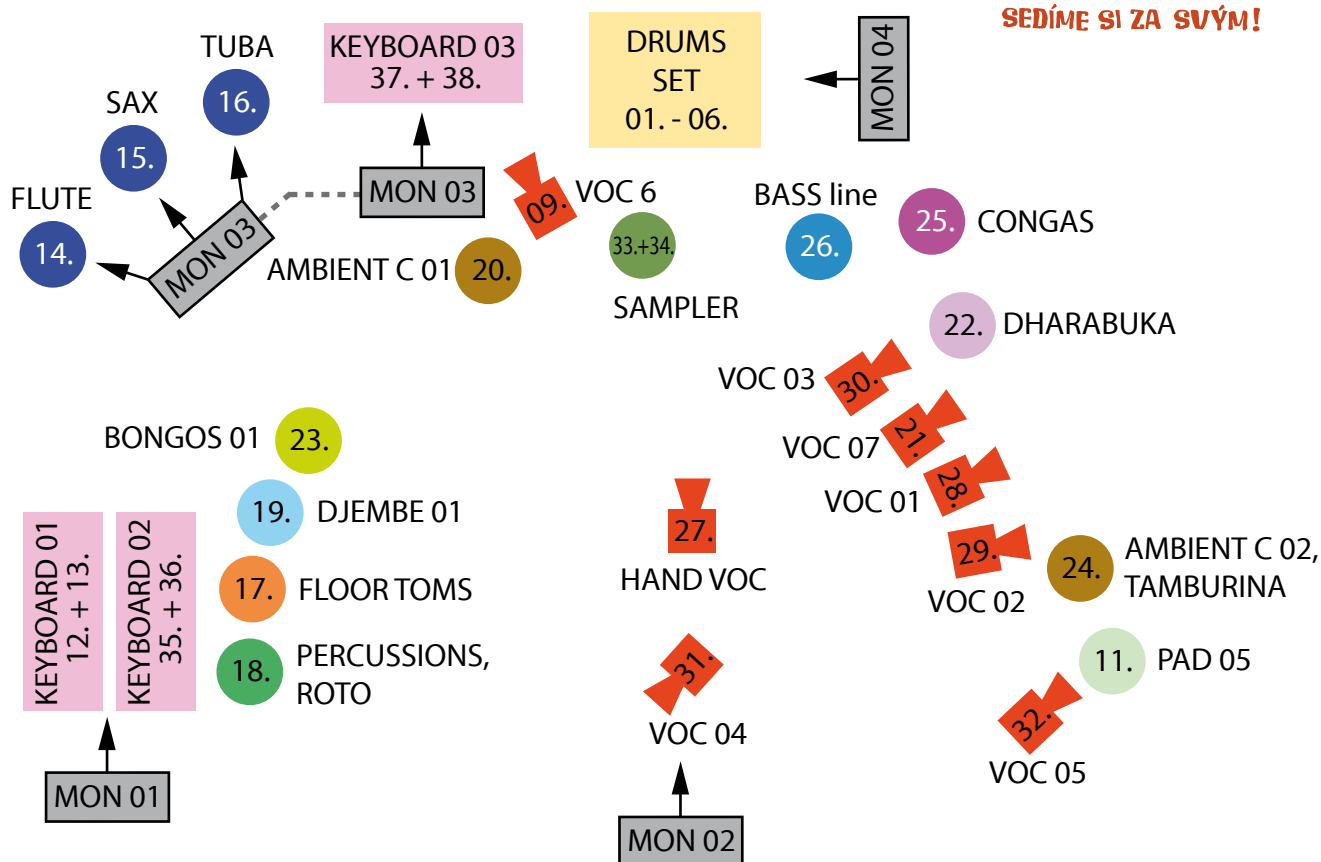 SEDÍME SI ZA SVÝM!
TUBA
16.
KEYBOARD 03
37. + 38.
DRUMS
SET
01. - 06.
MON 04
SAX
15.
MON 03
09.
VOC 6
FLUTE
14.
MON 03
AMBIENT C 01
20.
33.+34.
SAMPLER
BASS line
26.
25.
CONGAS
22.
DHARABUKA
VOC 03
30.
BONGOS 01
23.
VOC 07
21.
19.
DJEMBE 01
VOC 01
28.
KEYBOARD 01
12. + 13.
KEYBOARD 02
35. + 36.
17.
FLOOR TOMS
27.
HAND VOC
29.
VOC 02
24.
AMBIENT C 02,
TAMBURINA
18.
PERCUSSIONS,
ROTO
31.
VOC 04
11.
PAD 05
32.
VOC 05
MON 01
MON 02